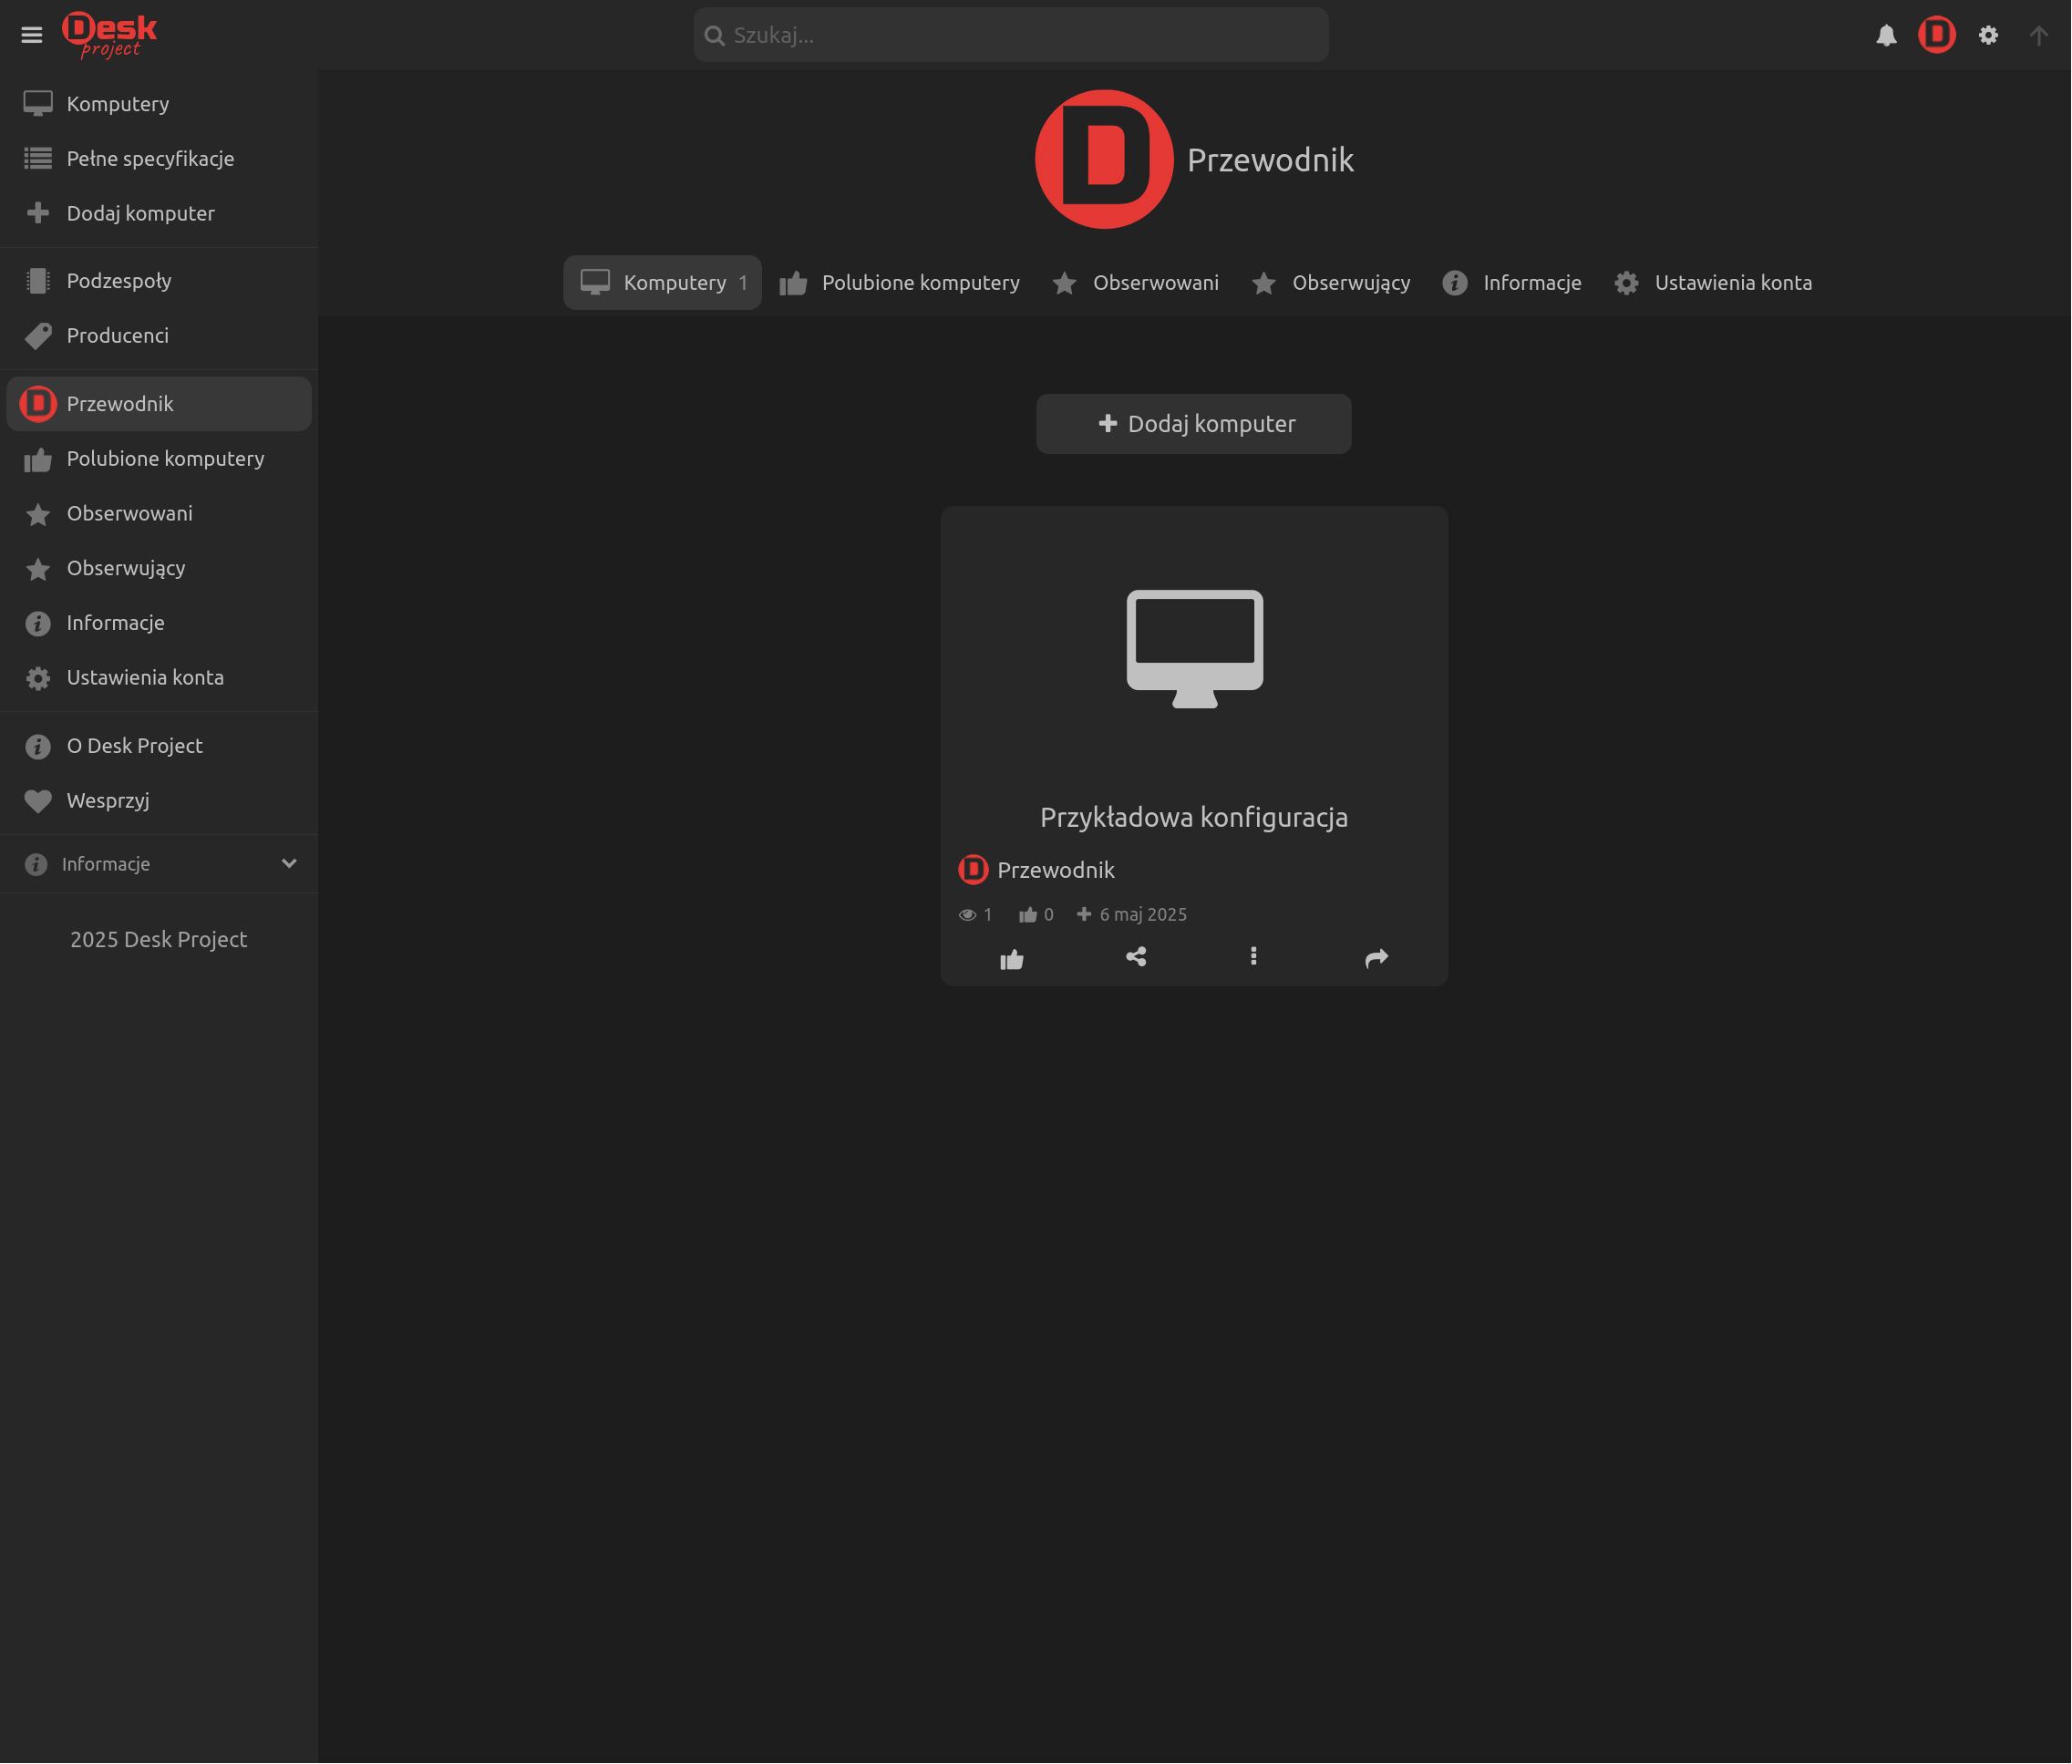 Desk
project
Szukaj...
Komputery
Pełne specyfikacje
Dodaj komputer
Podzespoły
Producenci
Przewodnik
Polubione komputery
Obserwowani
Obserwujący
Informacje
Ustawienia konta
O Desk Project
Wesprzyj
Informacje
2025 Desk Project
D Przewodnik
Komputery 1 Polubione komputery Obserwowani Obserwujący Informacje Ustawienia konta
Dodaj komputer
Przykładowa konfiguracja
Przewodnik
1 0 6 maj 2025